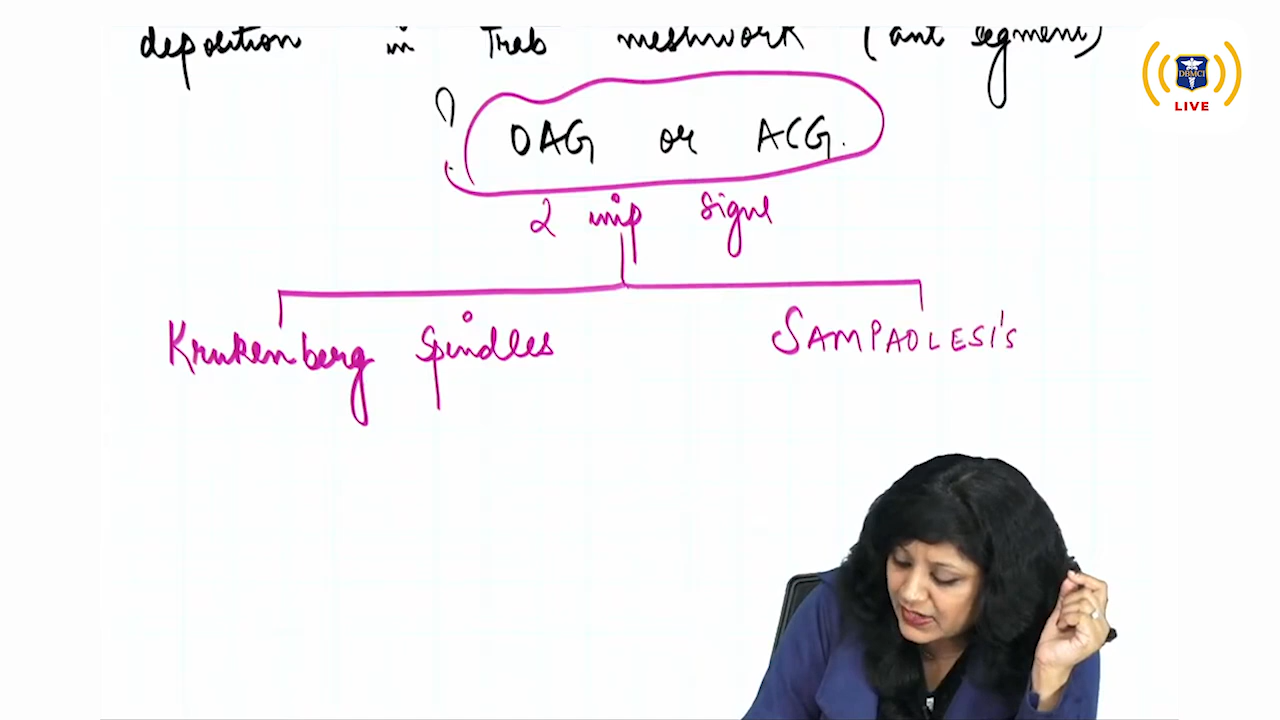 deposition in Trab meshwork (ant segment)
? OAG or ACG.
2 imp signs
Krukenberg Spindles
SAMPAOLESI'S
DBMCI
LIVE